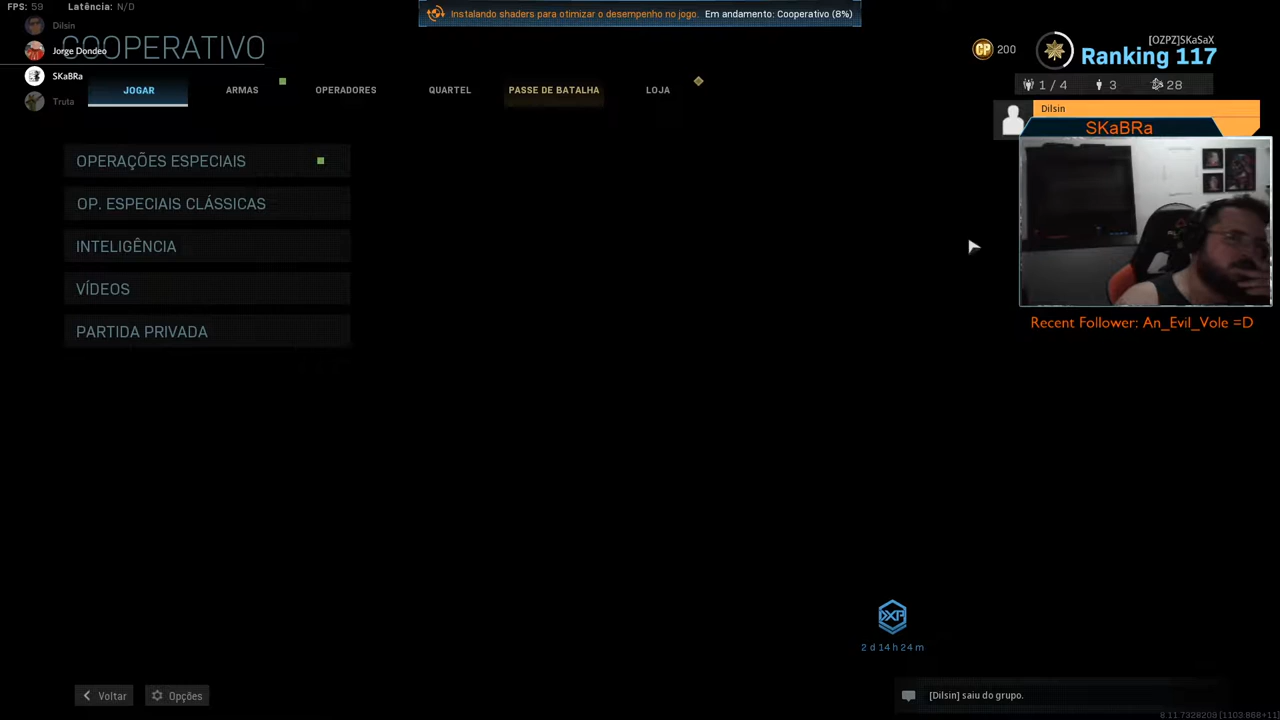 FPS: 59 Latência: N/D
Instalando shaders para otimizar o desempenho no jogo. Em andamento: Cooperativo (8%)
Dilsin
COOPERATIVO
Jorge Dondeo
SKaBRa
Truta
CP 200
[OZPZ]SKaSaX
Ranking 117
1 / 4 3 28
JOGAR ARMAS OPERADORES QUARTEL PASSE DE BATALHA LOJA
Dilsin
SKaBRa
OPERAÇÕES ESPECIAIS
OP. ESPECIAIS CLÁSSICAS
INTELIGÊNCIA
VÍDEOS
PARTIDA PRIVADA
Recent Follower: An_Evil_Vole =D
2XP
2 d 14 h 24 m
Voltar Opções
[Dilsin] saiu do grupo.